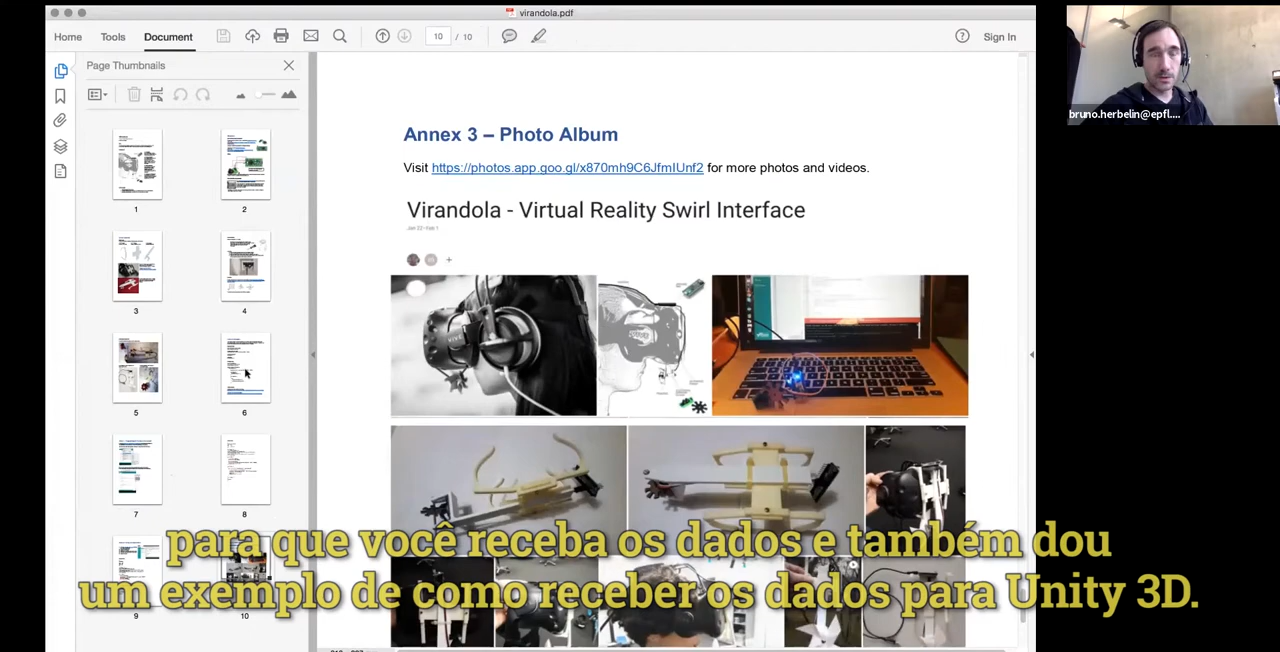 virandola.pdf
Home
Tools
Document
10 / 10
Sign In
Page Thumbnails
bruno.herbelin@epfl....
Annex 3 – Photo Album
Visit https://photos.app.goo.gl/x870mh9C6JfmIUnf2 for more photos and videos.
Virandola - Virtual Reality Swirl Interface
1
2
3
4
5
6
7
8
9
10
para que você receba os dados e também dou
um exemplo de como receber os dados para Unity 3D.